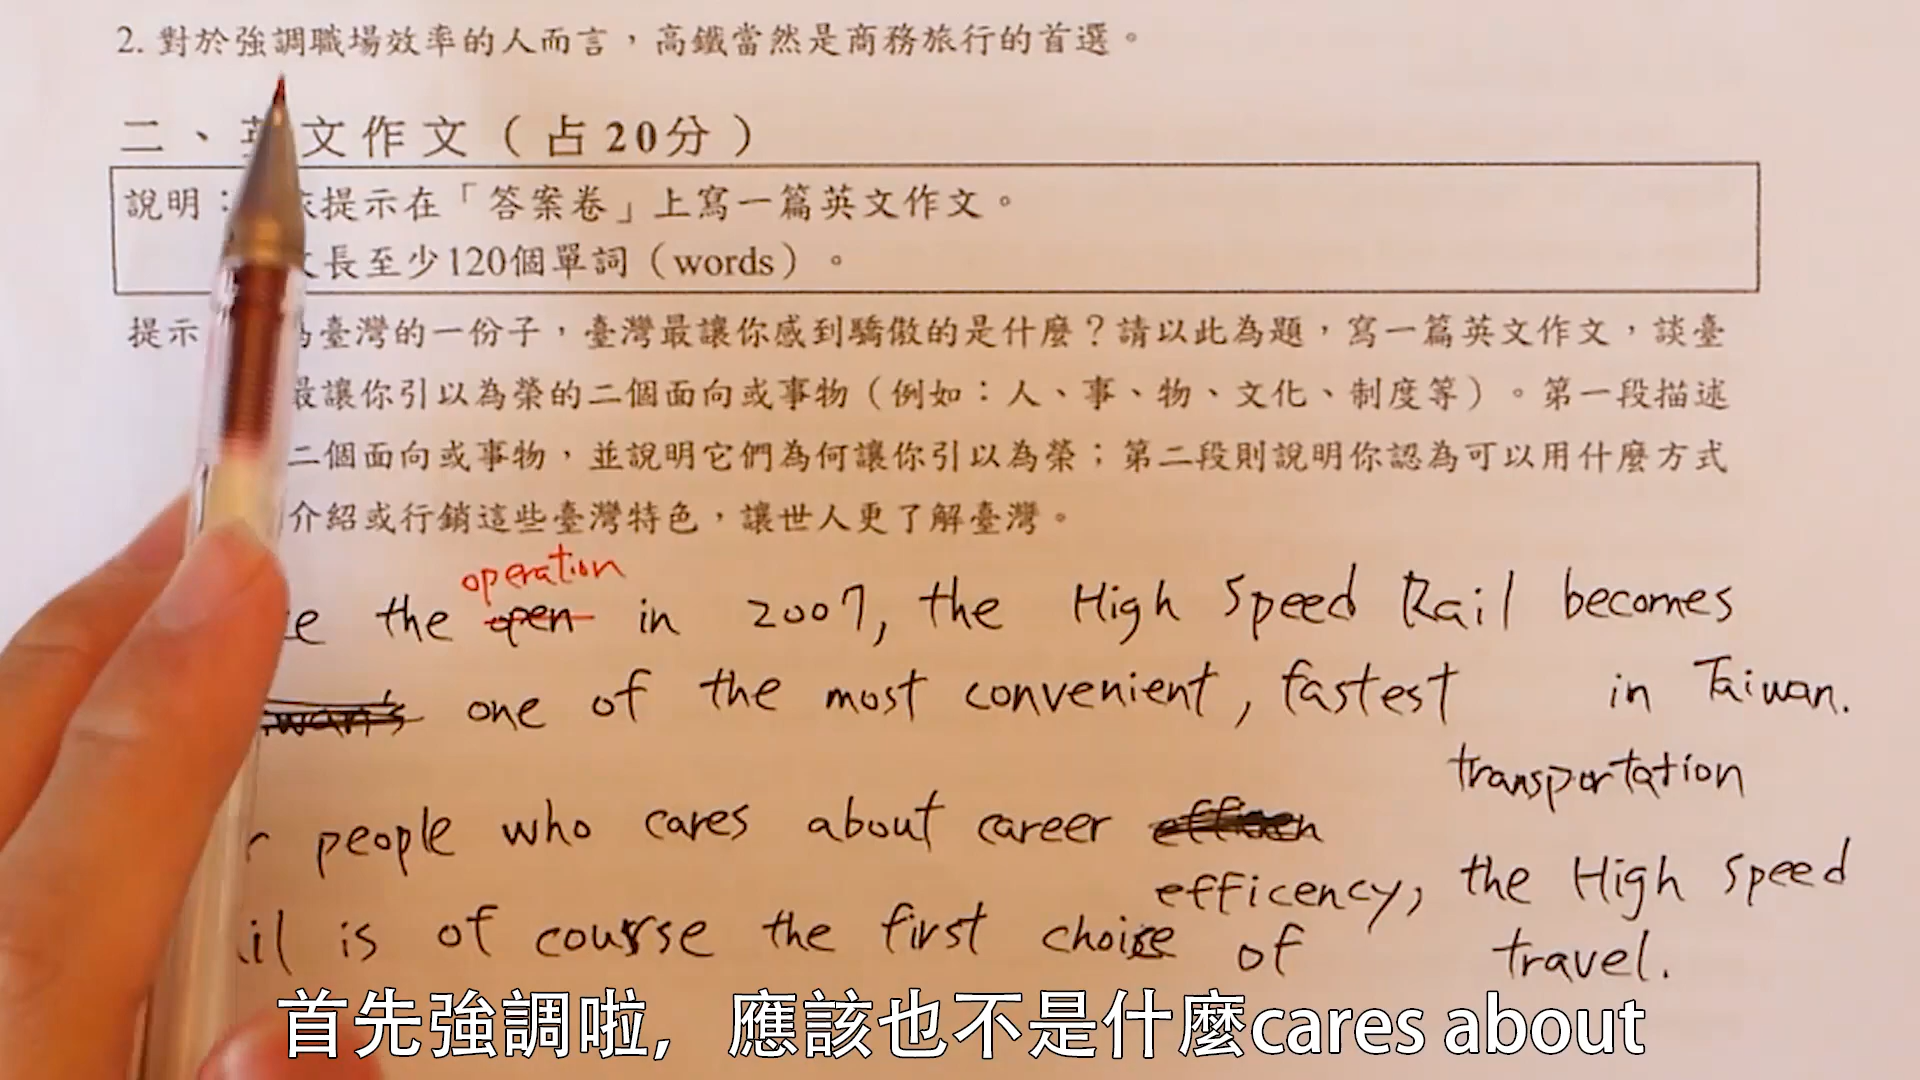 2. 對於強調職場效率的人而言，高鐵當然是商務旅行的首選。
二、英文作文（占20分）
說明：依提示在「答案卷」上寫一篇英文作文。
文長至少120個單詞（words）。
提示 為臺灣的一份子，臺灣最讓你感到驕傲的是什麼？請以此為題，寫一篇英文作文，談臺
最讓你引以為榮的二個面向或事物（例如：人、事、物、文化、制度等）。第一段描述
二個面向或事物，並說明它們為何讓你引以為榮；第二段則說明你認為可以用什麼方式
介紹或行銷這些臺灣特色，讓世人更了解臺灣。
operation
the open in 2007, the High Speed Rail becomes
one of the most convenient, fastest in Taiwan.
transportation
people who cares about career
efficency, the High Speed
is of course the first choice of travel.
首先強調啦，應該也不是什麼cares about